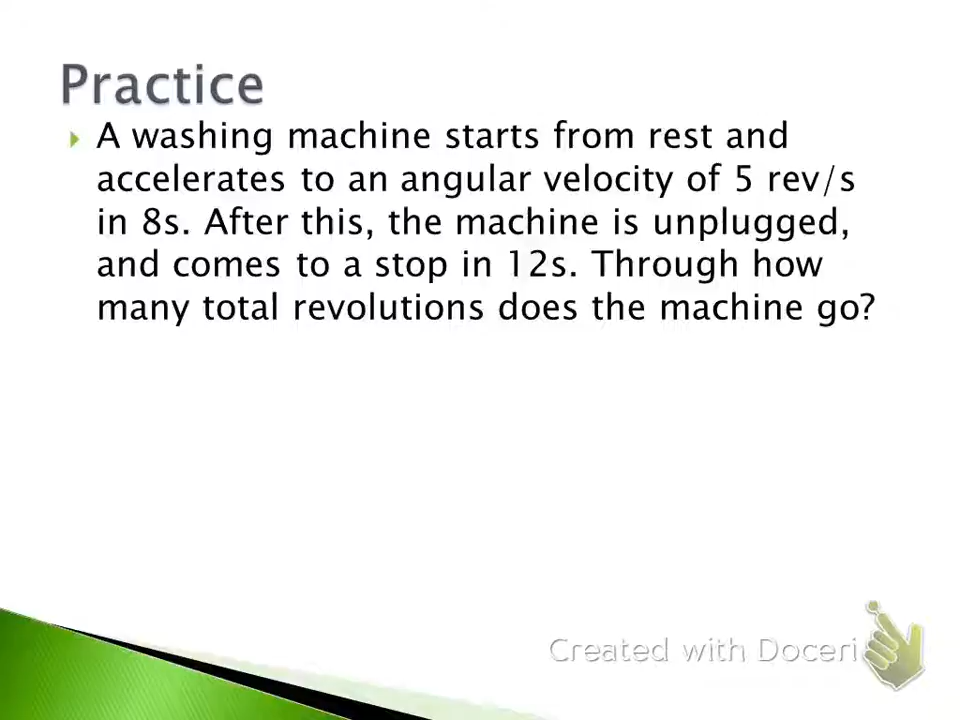 Practice
A washing machine starts from rest and
accelerates to an angular velocity of 5 rev/s
in 8s. After this, the machine is unplugged,
and comes to a stop in 12s. Through how
many total revolutions does the machine go?
Created with Doceri